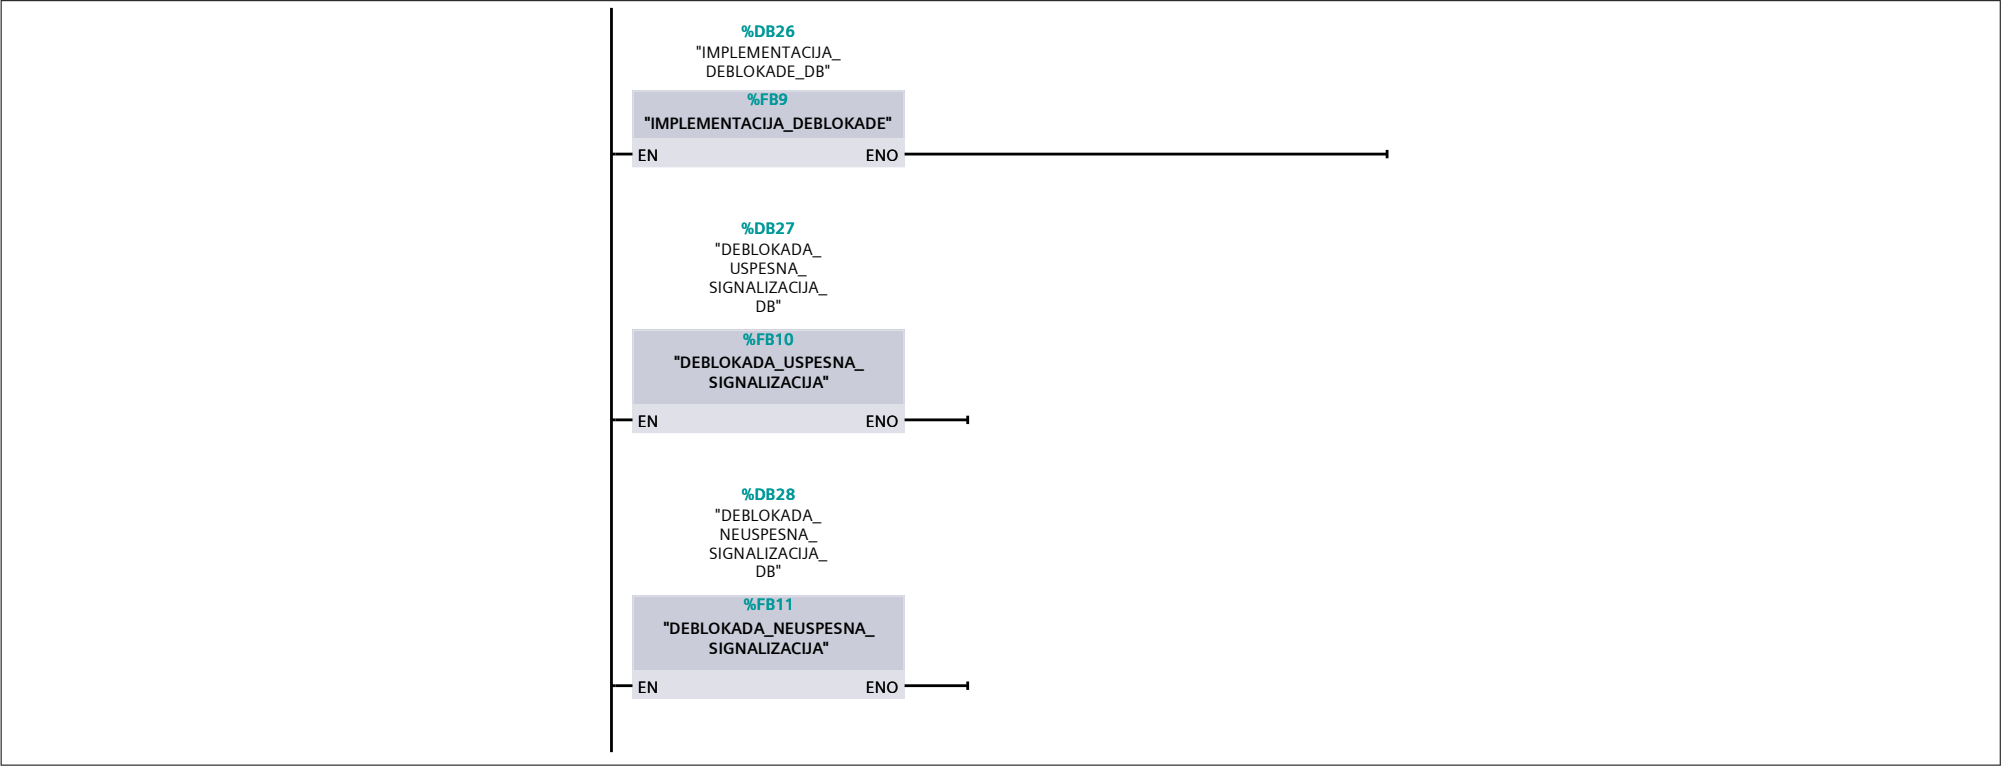 %DB26
"IMPLEMENTACIJA_
DEBLOKADE_DB"
%FB9
"IMPLEMENTACIJA_DEBLOKADE"
EN ENO
%DB27
"DEBLOKADA_
USPESNA_
SIGNALIZACIJA_
DB"
%FB10
"DEBLOKADA_USPESNA_
SIGNALIZACIJA"
EN ENO
%DB28
"DEBLOKADA_
NEUSPESNA_
SIGNALIZACIJA_
DB"
%FB11
"DEBLOKADA_NEUSPESNA_
SIGNALIZACIJA"
EN ENO